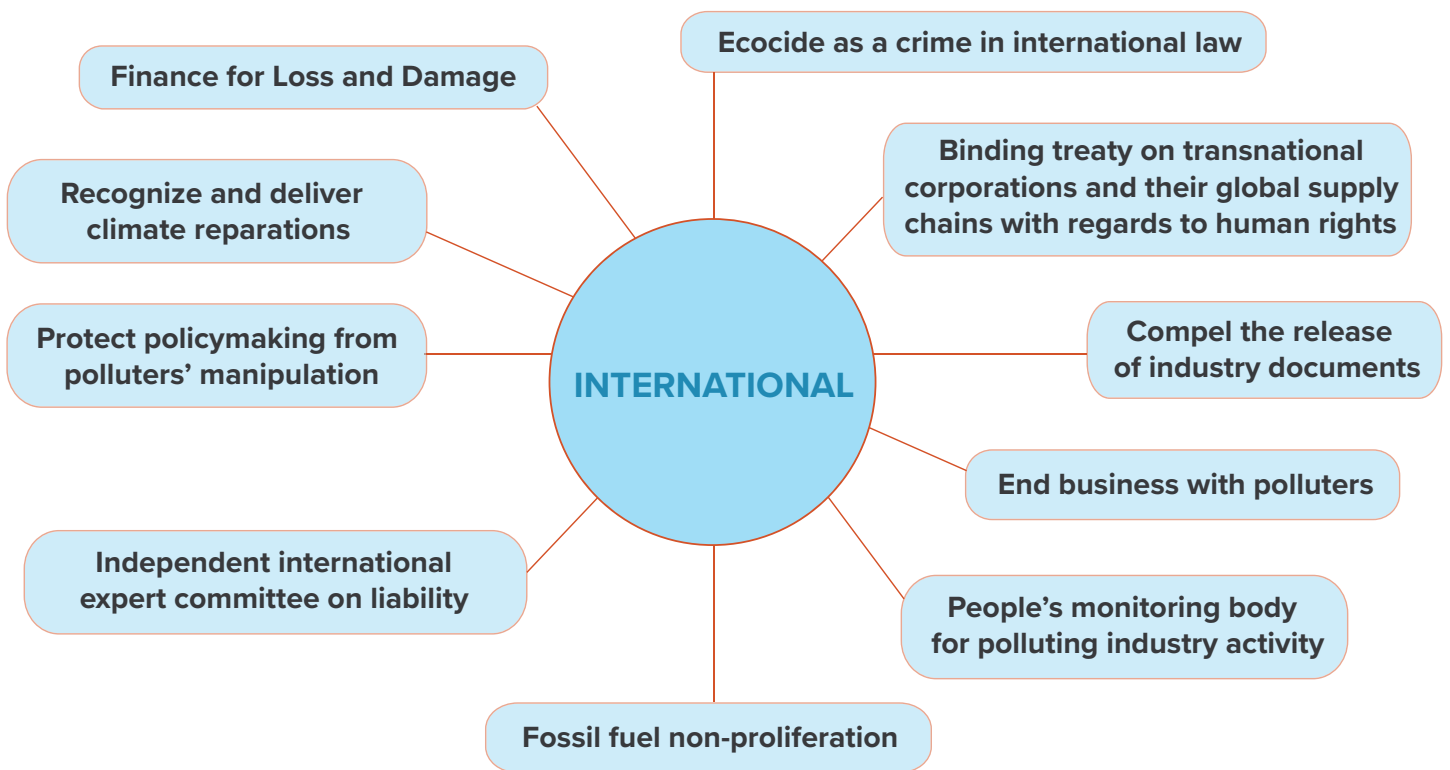 Ecocide as a crime in international law
Finance for Loss and Damage
Binding treaty on transnational
corporations and their global supply
chains with regards to human rights
Recognize and deliver
climate reparations
Protect policymaking from
polluters’ manipulation
INTERNATIONAL
Compel the release
of industry documents
End business with polluters
Independent international
expert committee on liability
People’s monitoring body
for polluting industry activity
Fossil fuel non-proliferation